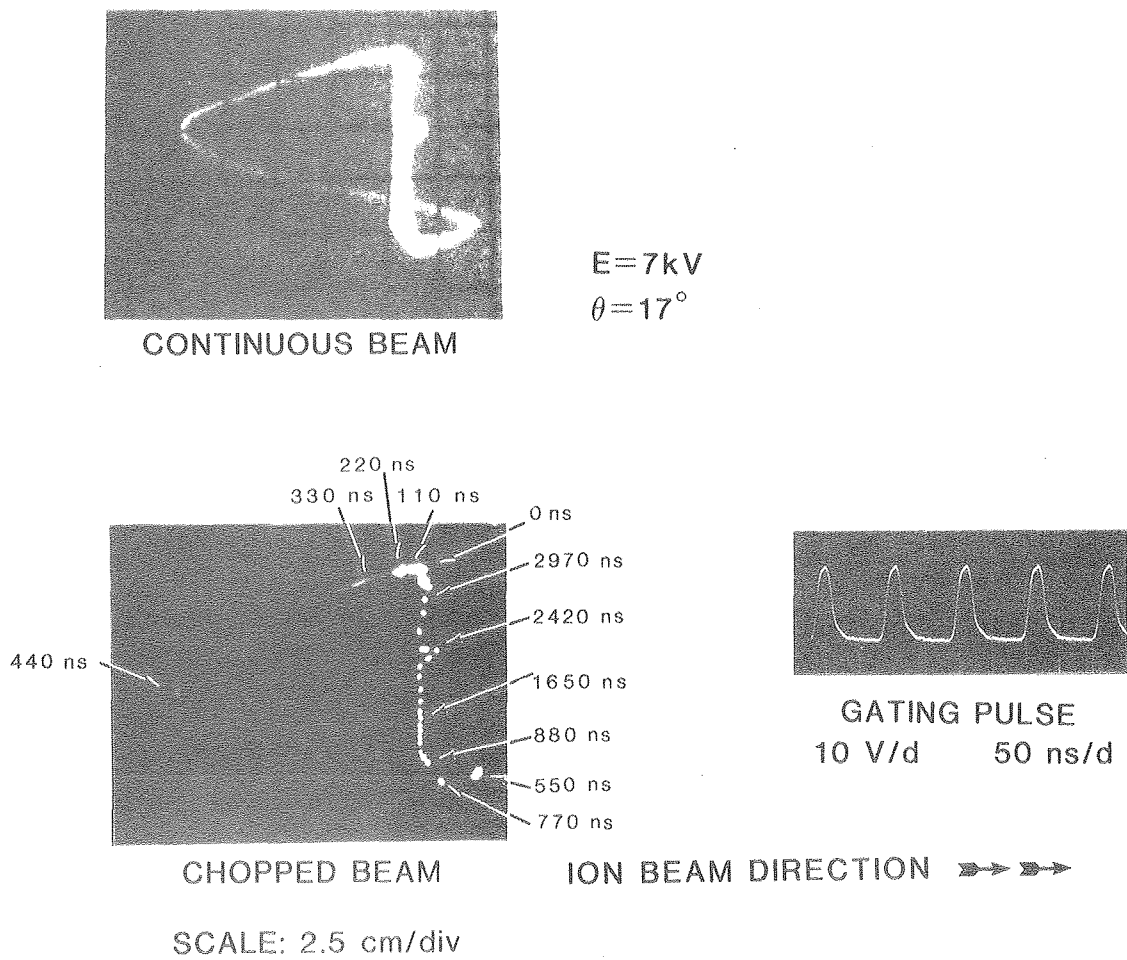 E=7kV
θ=17°
CONTINUOUS BEAM
220 ns
330 ns 110 ns
0 ns
2970 ns
2420 ns
440 ns
1650 ns
880 ns
550 ns
770 ns
GATING PULSE
10 V/d 50 ns/d
CHOPPED BEAM
ION BEAM DIRECTION
SCALE: 2.5 cm/div